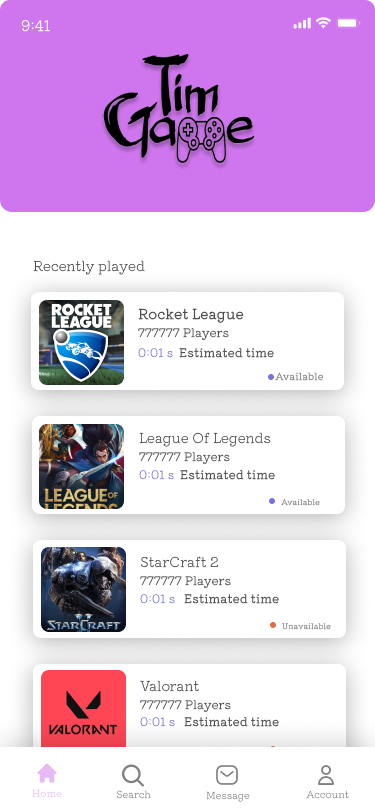 9:41
Tim
Game
Recently played
ROCKET
LEAGUE
Rocket League
777777 Players
0:01 s Estimated time
Available
LEAGUE OF
LEGENDS
League Of Legends
777777 Players
0:01 s Estimated time
Available
STARCRAFT
II
StarCraft 2
777777 Players
0:01 s Estimated time
Unavailable
VALORANT
Valorant
777777 Players
0:01 s Estimated time
Home
Search
Message
Account